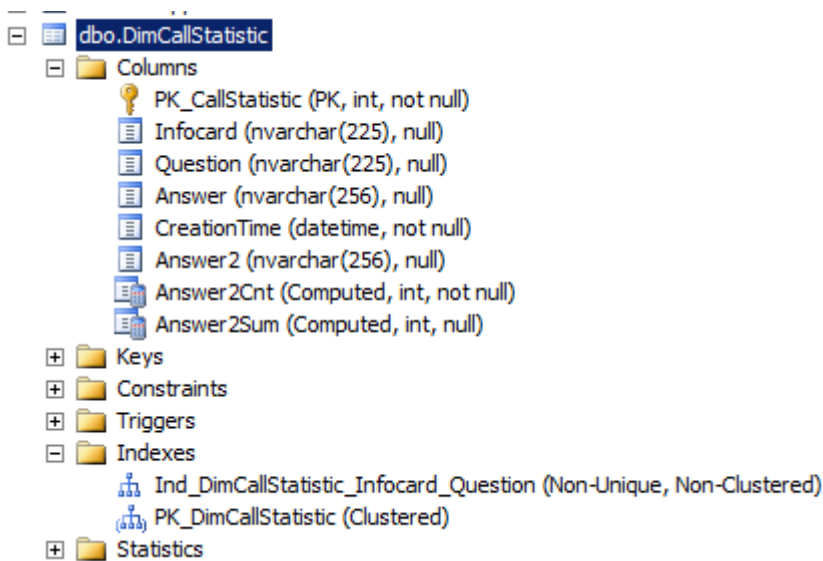 dbo.DimCallStatistic
Columns
PK_CallStatistic (PK, int, not null)
Infocard (nvarchar(225), null)
Question (nvarchar(225), null)
Answer (nvarchar(256), null)
CreationTime (datetime, not null)
Answer2 (nvarchar(256), null)
Answer2Cnt (Computed, int, not null)
Answer2Sum (Computed, int, null)
Keys
Constraints
Triggers
Indexes
Ind_DimCallStatistic_Infocard_Question (Non-Unique, Non-Clustered)
PK_DimCallStatistic (Clustered)
Statistics